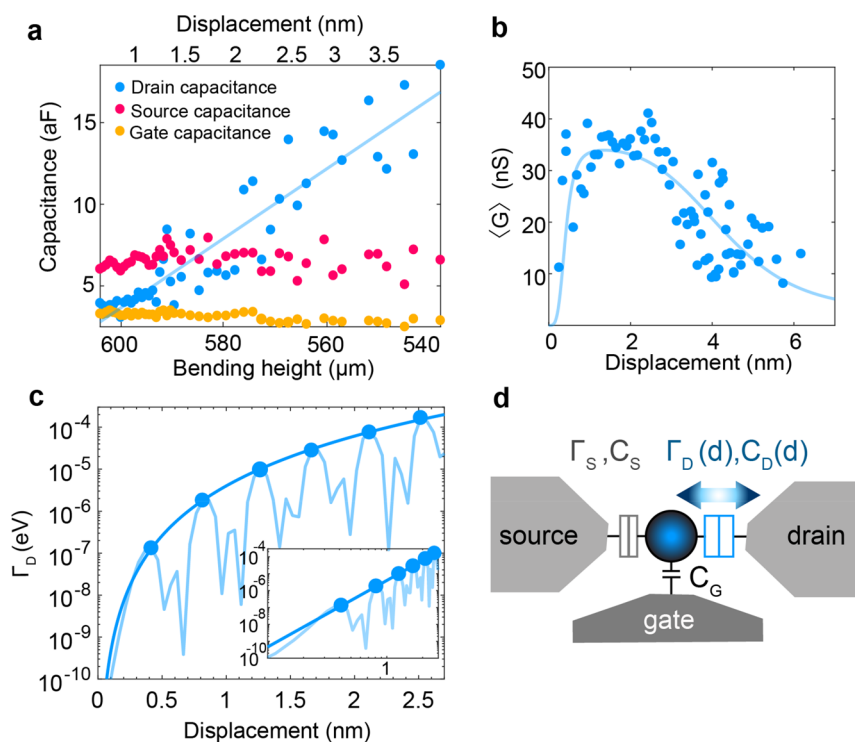 a
Displacement (nm)
1 1.5 2 2.5 3 3.5
Capacitance (aF)
15
10
5
Drain capacitance
Source capacitance
Gate capacitance
600 580 560 540
Bending height (μm)
b
⟨G⟩ (nS)
50
40
30
20
10
0 2 4 6
Displacement (nm)
c
Γ_D (eV)
10^-4
10^-5
10^-6
10^-7
10^-8
10^-9
10^-10
0 0.5 1 1.5 2 2.5
Displacement (nm)
10^-4
10^-6
10^-8
10^-10
1
d
Γ_S ,C_S Γ_D (d),C_D(d)
source drain
C_G
gate